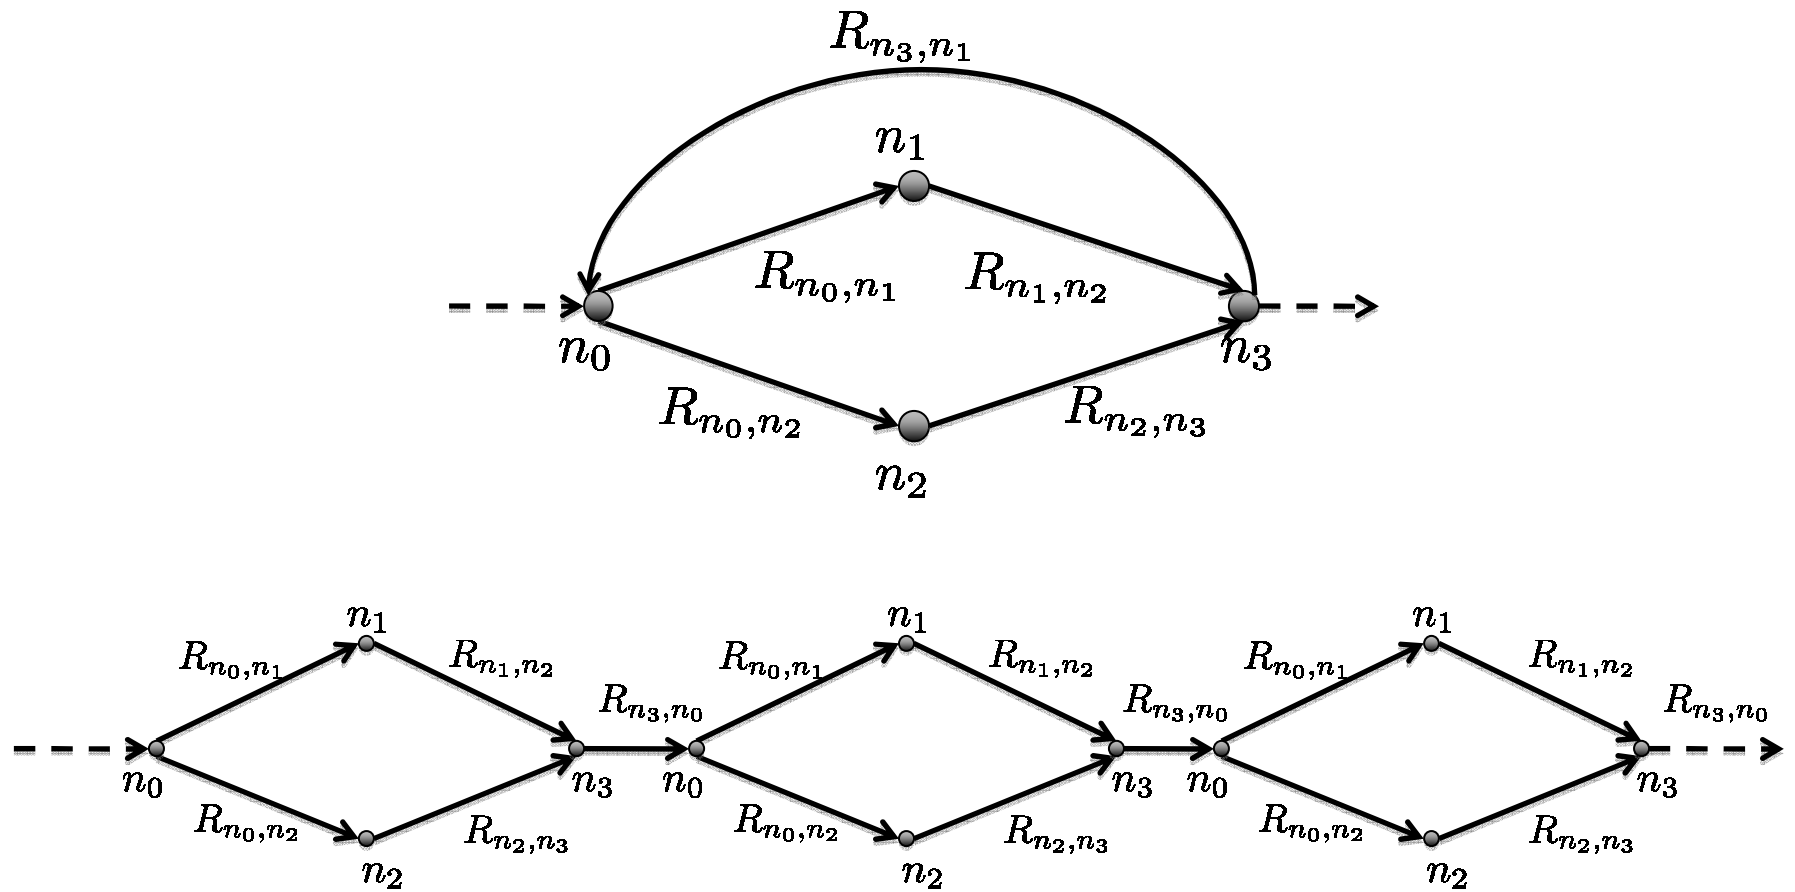 R_{n_3,n_1}
n_1
R_{n_0,n_1} R_{n_1,n_2}
n_0 n_3
R_{n_0,n_2} R_{n_2,n_3}
n_2
n_1 n_1 n_1
R_{n_0,n_1} R_{n_1,n_2} R_{n_0,n_1} R_{n_1,n_2} R_{n_0,n_1} R_{n_1,n_2}
R_{n_3,n_0} R_{n_3,n_0} R_{n_3,n_0}
n_0 n_3 n_0 n_3 n_0 n_3
R_{n_0,n_2} R_{n_2,n_3} R_{n_0,n_2} R_{n_2,n_3} R_{n_0,n_2} R_{n_2,n_3}
n_2 n_2 n_2